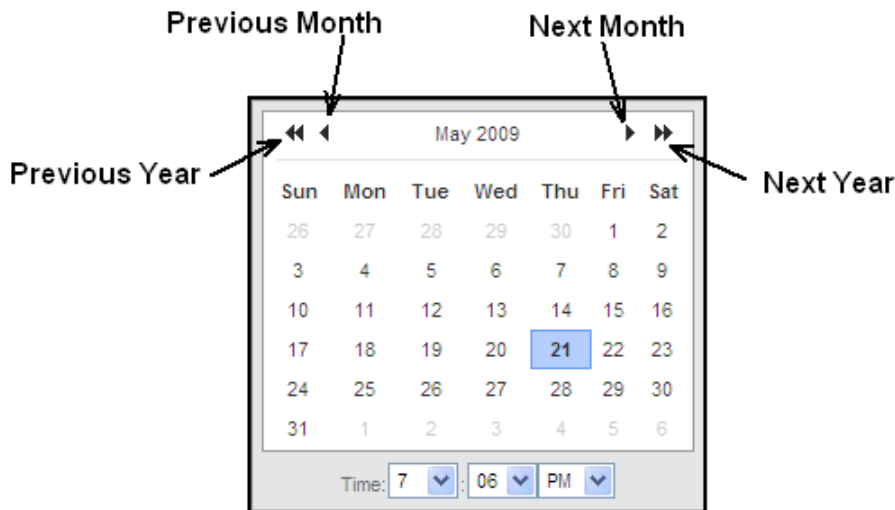 Previous Month Next Month
May 2009
Previous Year Next Year
Sun Mon Tue Wed Thu Fri Sat
26 27 28 29 30 1 2
3 4 5 6 7 8 9
10 11 12 13 14 15 16
17 18 19 20 21 22 23
24 25 26 27 28 29 30
31 1 2 3 4 5 6
Time: 7 : 06 PM